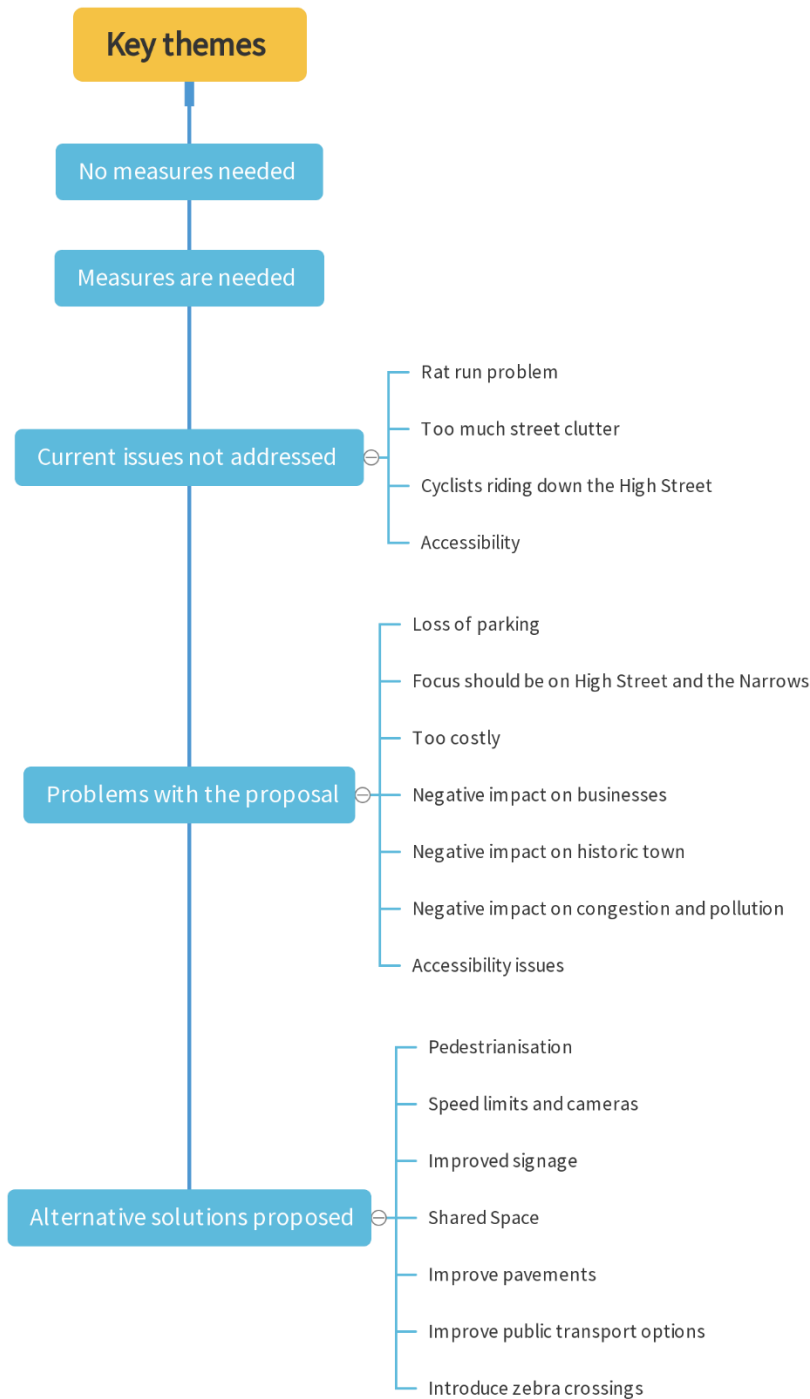 Key themes
No measures needed
Measures are needed
Current issues not addressed
Rat run problem
Too much street clutter
Cyclists riding down the High Street
Accessibility
Problems with the proposal
Loss of parking
Focus should be on High Street and the Narrows
Too costly
Negative impact on businesses
Negative impact on historic town
Negative impact on congestion and pollution
Accessibility issues
Alternative solutions proposed
Pedestrianisation
Speed limits and cameras
Improved signage
Shared Space
Improve pavements
Improve public transport options
Introduce zebra crossings